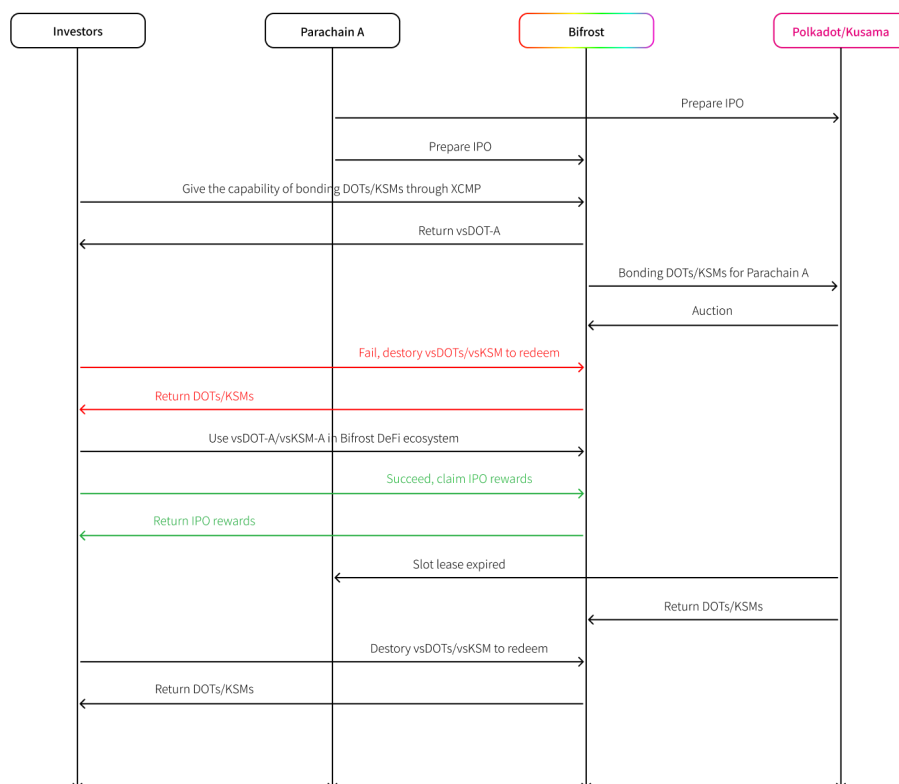 Investors
Parachain A
Bifrost
Polkadot/Kusama
Prepare IPO
Prepare IPO
Give the capability of bonding DOTs/KSMs through XCMP
Return vsDOT-A
Bonding DOTs/KSMs for Parachain A
Auction
Fail, destory vsDOTs/vsKSM to redeem
Return DOTs/KSMs
Use vsDOT-A/vsKSM-A in Bifrost DeFi ecosystem
Succeed, claim IPO rewards
Return IPO rewards
Slot lease expired
Return DOTs/KSMs
Destory vsDOTs/vsKSM to redeem
Return DOTs/KSMs